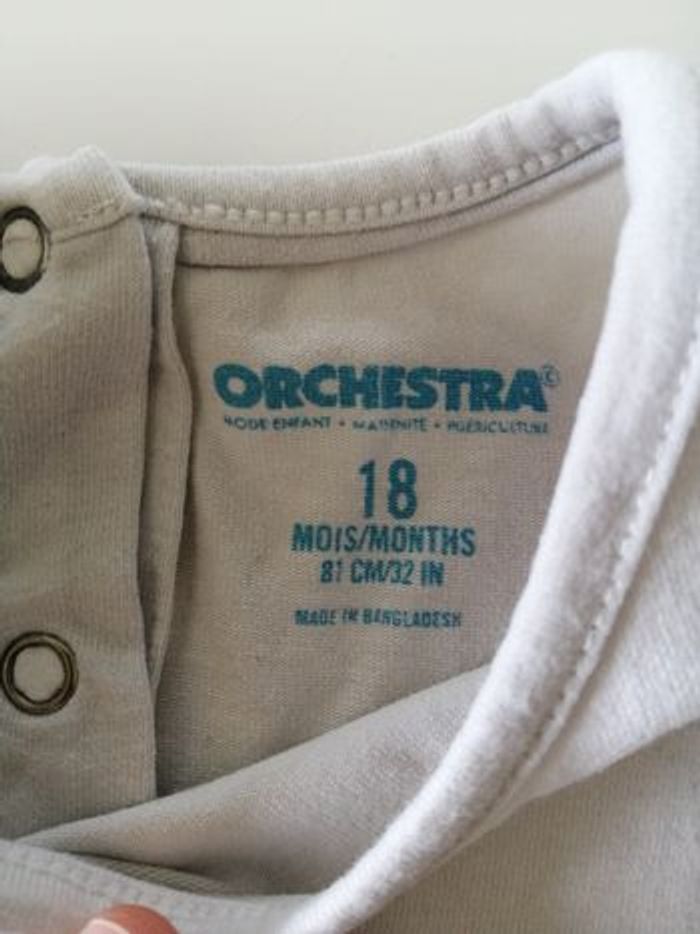 ORCHESTRA©
MODE ENFANT • MATERNITÉ • PUÉRICULTURE
18
MOIS/MONTHS
81 CM/32 IN
MADE IN BANGLADESH